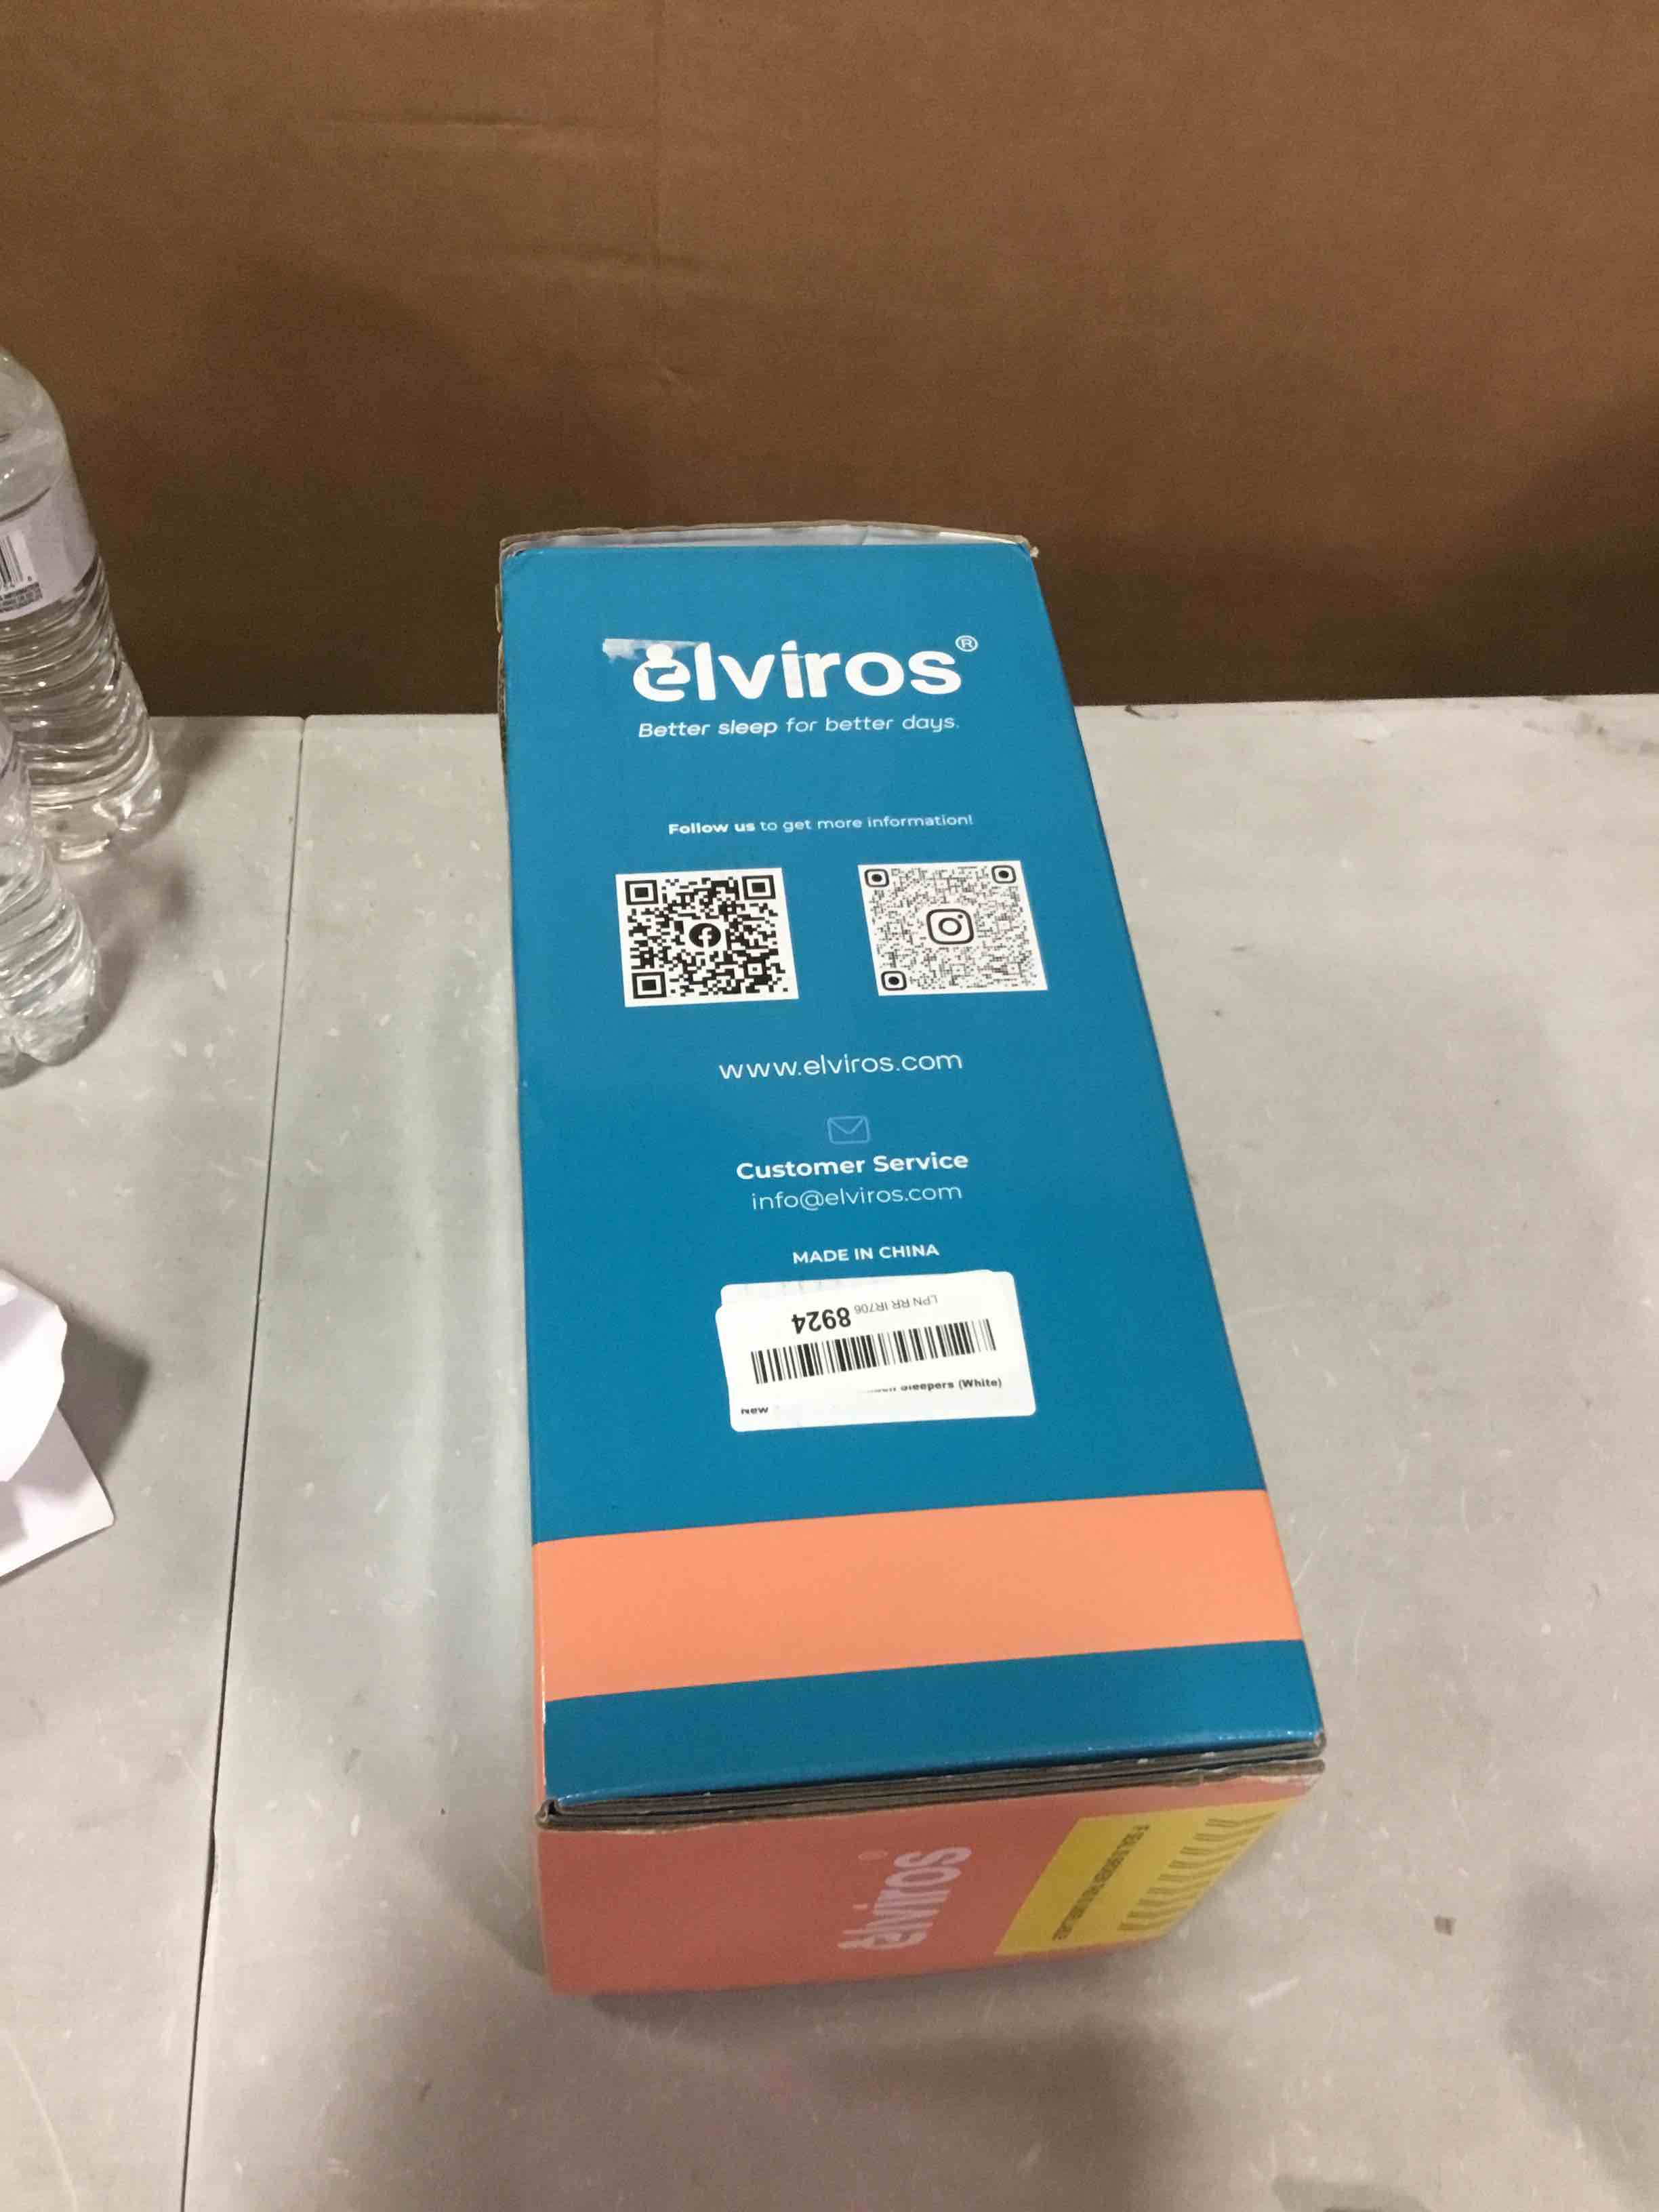 elviros®
Better sleep for better days.
Follow us to get more information!
www.elviros.com
Customer Service
info@elviros.com
MADE IN CHINA
LPN RR IR706 8924
Sleepers (White)
New
elviros®